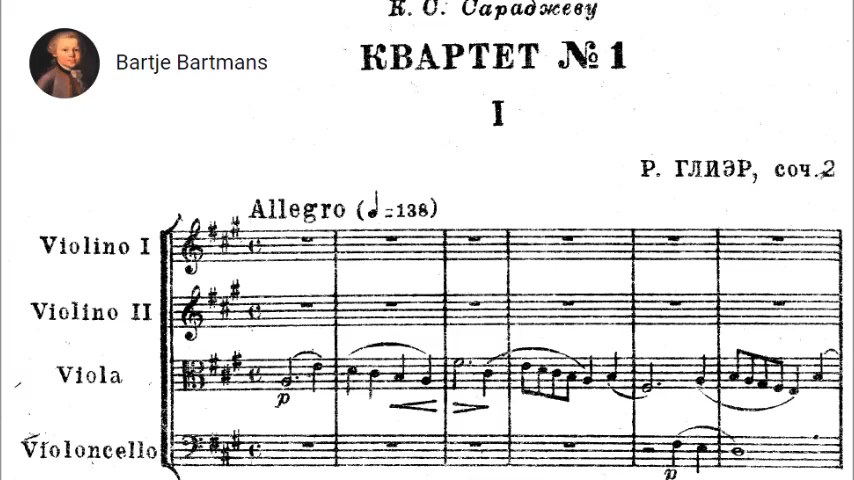 К. С. Сараджеву
Bartje Bartmans
КВАРТЕТ № 1
I
Р. ГЛИЭР, соч. 2
Allegro (𝅗𝅥=138)
Violino I
Violino II
Viola
p
Violoncello
p